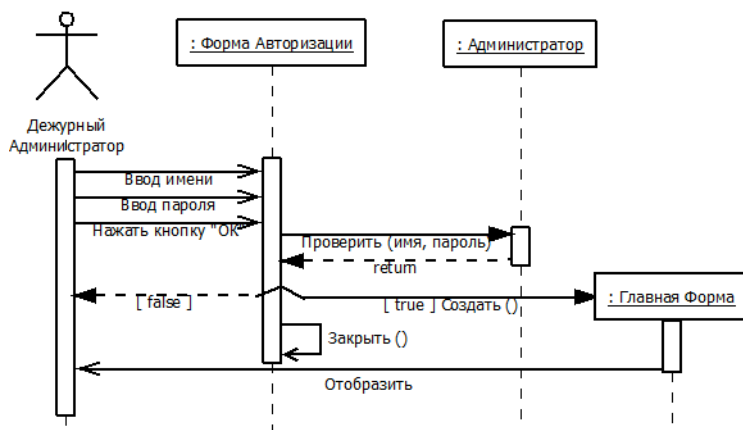 : Форма Авторизации
: Администратор
Дежурный
Администратор
Ввод имени
Ввод пароля
Нажать кнопку "ОК"
Проверить (имя, пароль)
return
[ false ]
[ true ] Создать ()
: Главная Форма
Закрыть ()
Отобразить